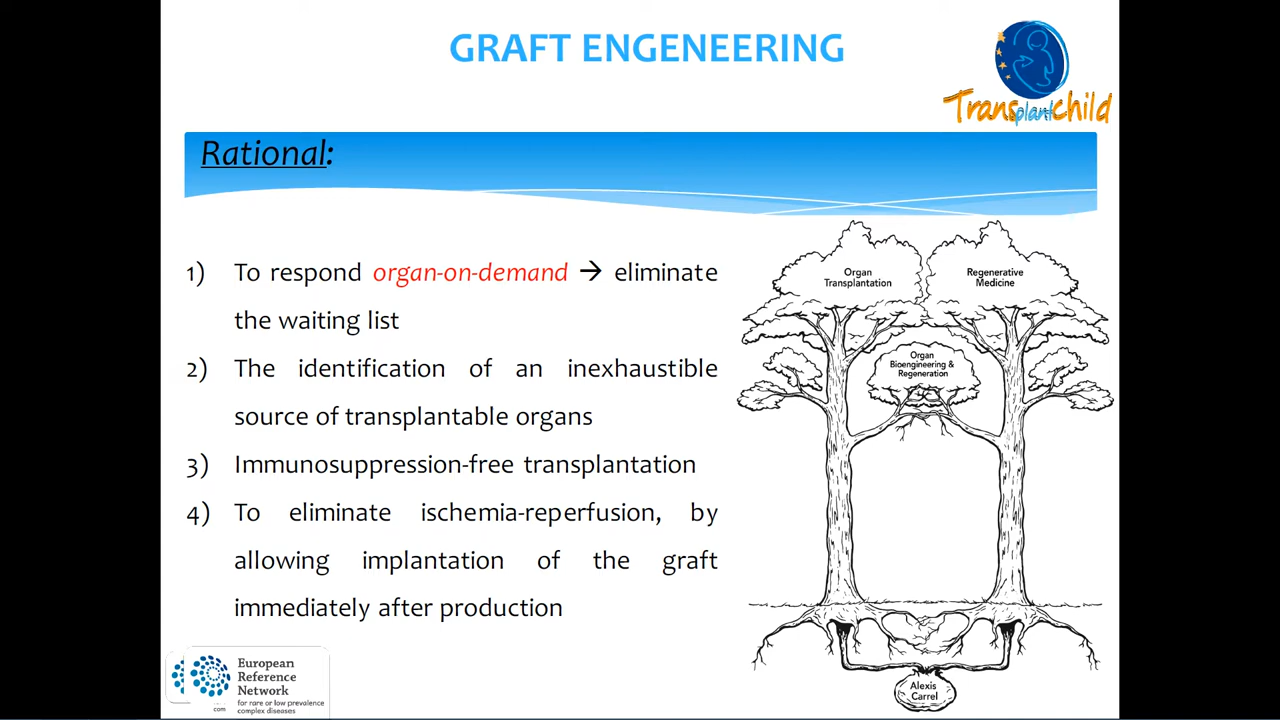 GRAFT ENGENEERING
Transplantchild
Rational:
1) To respond organ-on-demand → eliminate
the waiting list
2) The identification of an inexhaustible
source of transplantable organs
3) Immunosuppression-free transplantation
4) To eliminate ischemia-reperfusion, by
allowing implantation of the graft
immediately after production
Organ
Transplantation
Regenerative
Medicine
Organ
Bioengineering &
Regeneration
Alexis
Carrel
European
Reference
Network
for rare or low prevalence
complex diseases
com